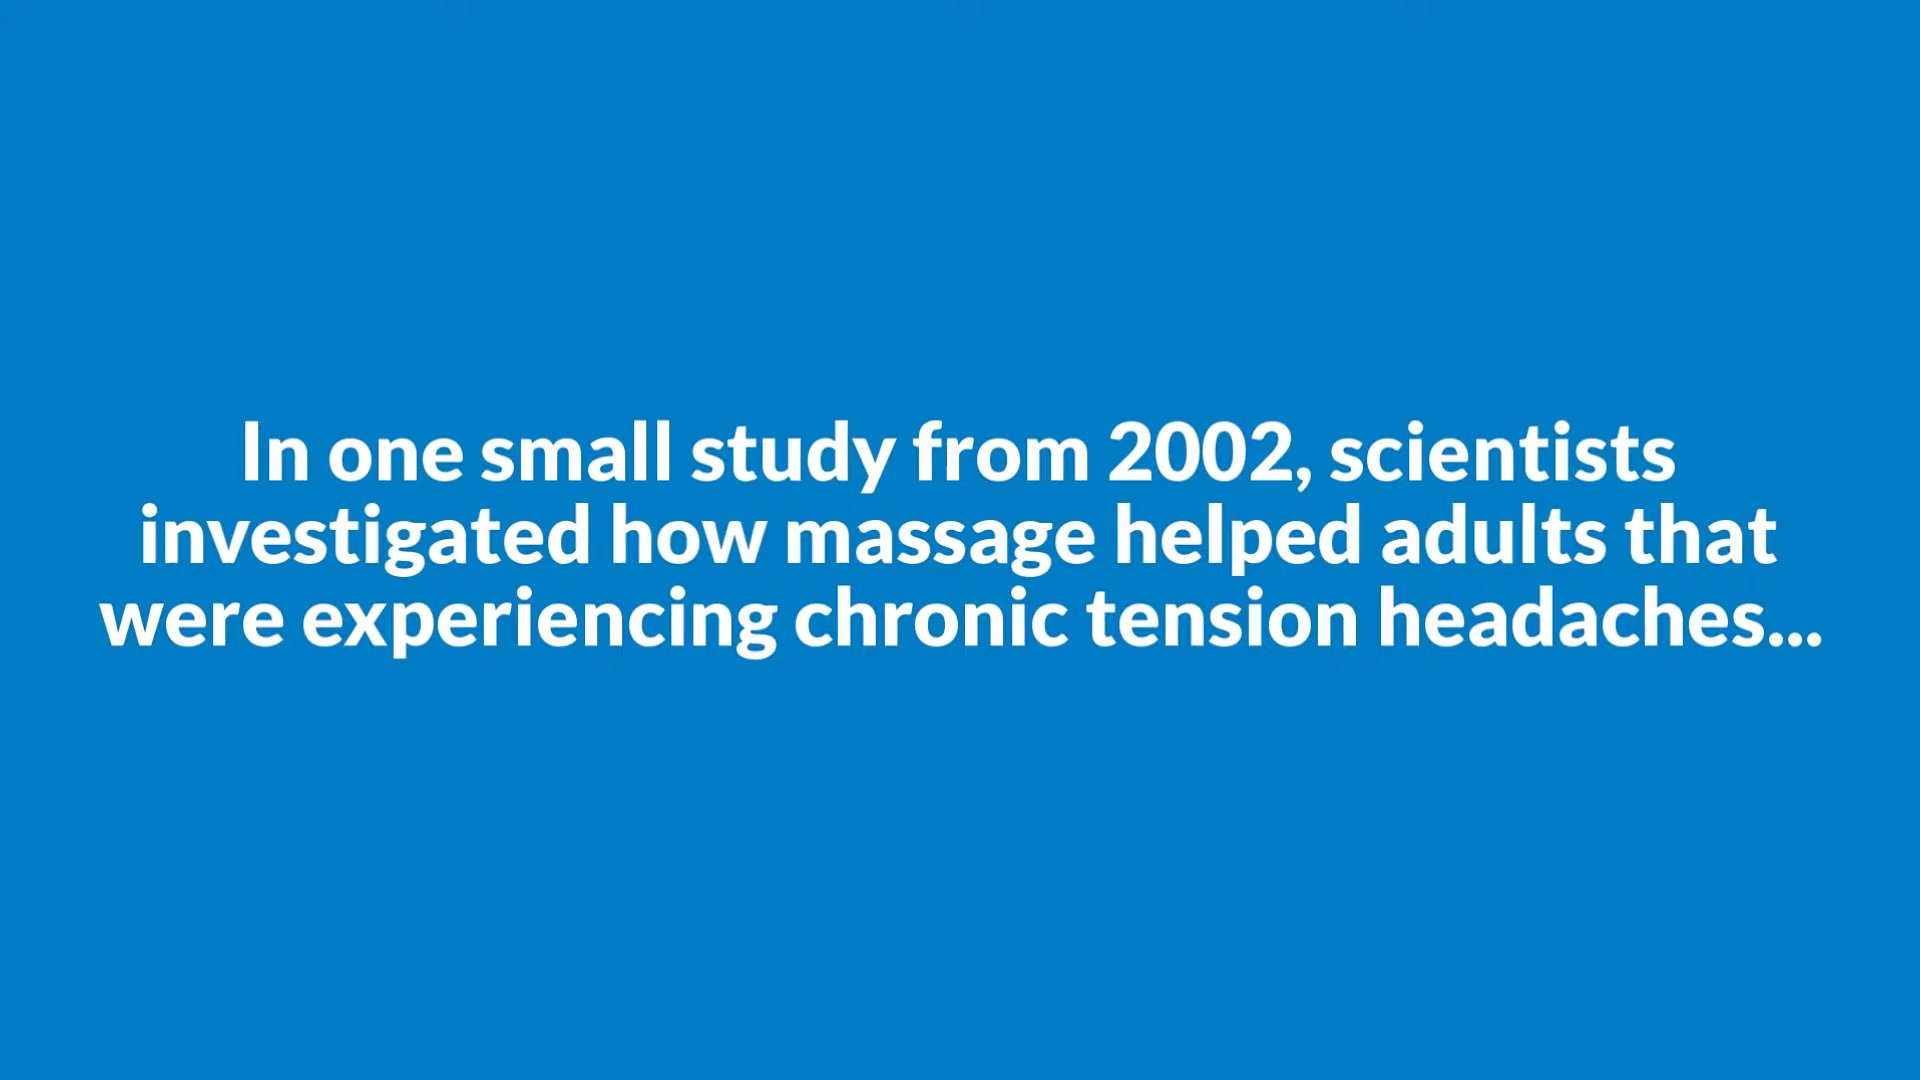 In one small study from 2002, scientists
investigated how massage helped adults that
were experiencing chronic tension headaches...